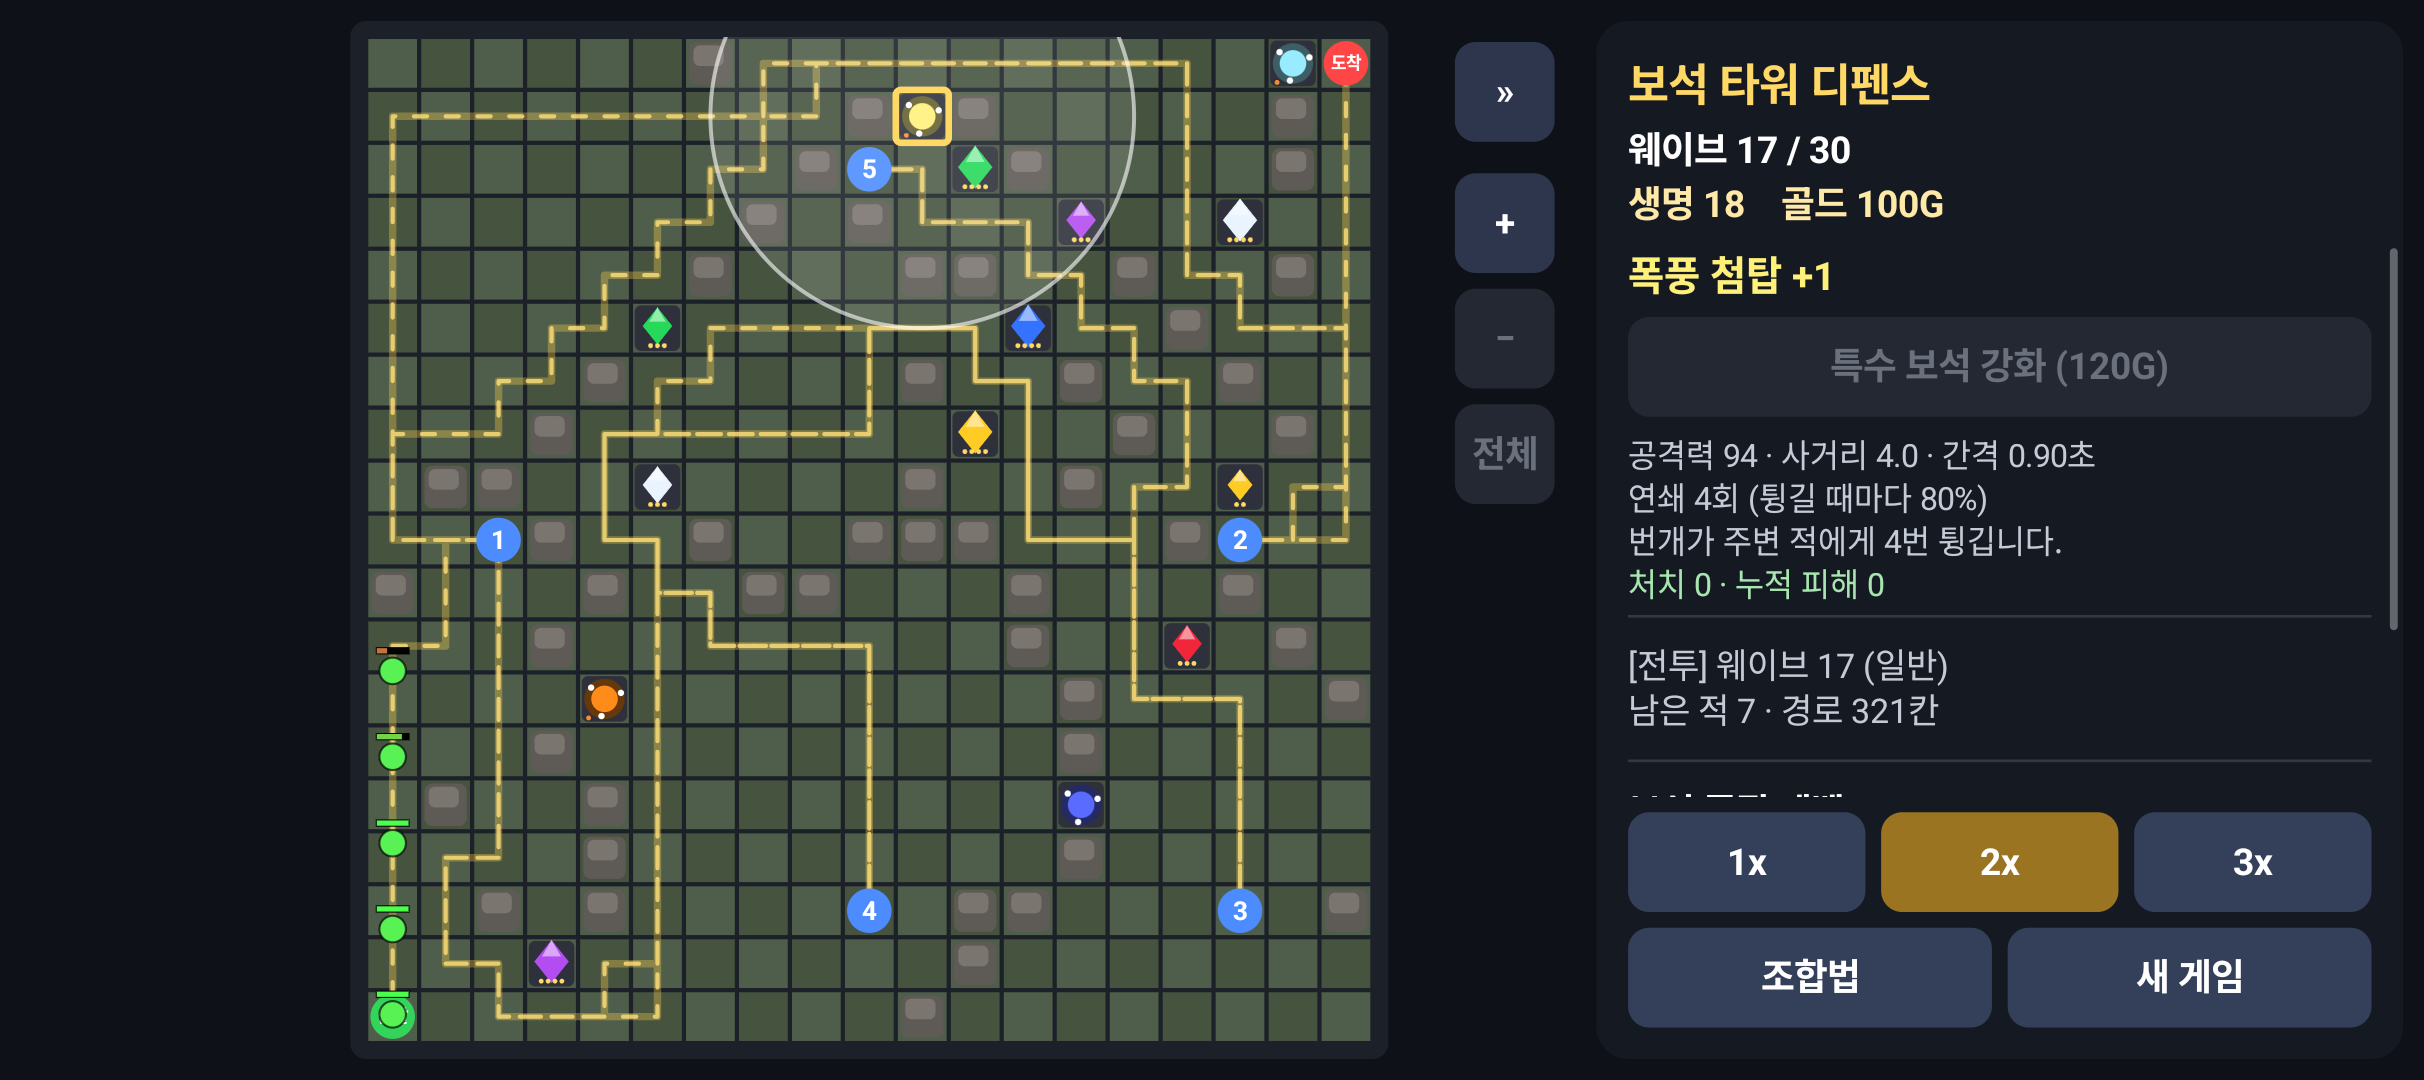 도착
5
1
2
4
3
»
+
−
전체
보석 타워 디펜스
웨이브 17 / 30
생명 18 골드 100G
폭풍 첨탑 +1
특수 보석 강화 (120G)
공격력 94 · 사거리 4.0 · 간격 0.90초
연쇄 4회 (튕길 때마다 80%)
번개가 주변 적에게 4번 튕깁니다.
처치 0 · 누적 피해 0
[전투] 웨이브 17 (일반)
남은 적 7 · 경로 321칸
1x
2x
3x
조합법
새 게임